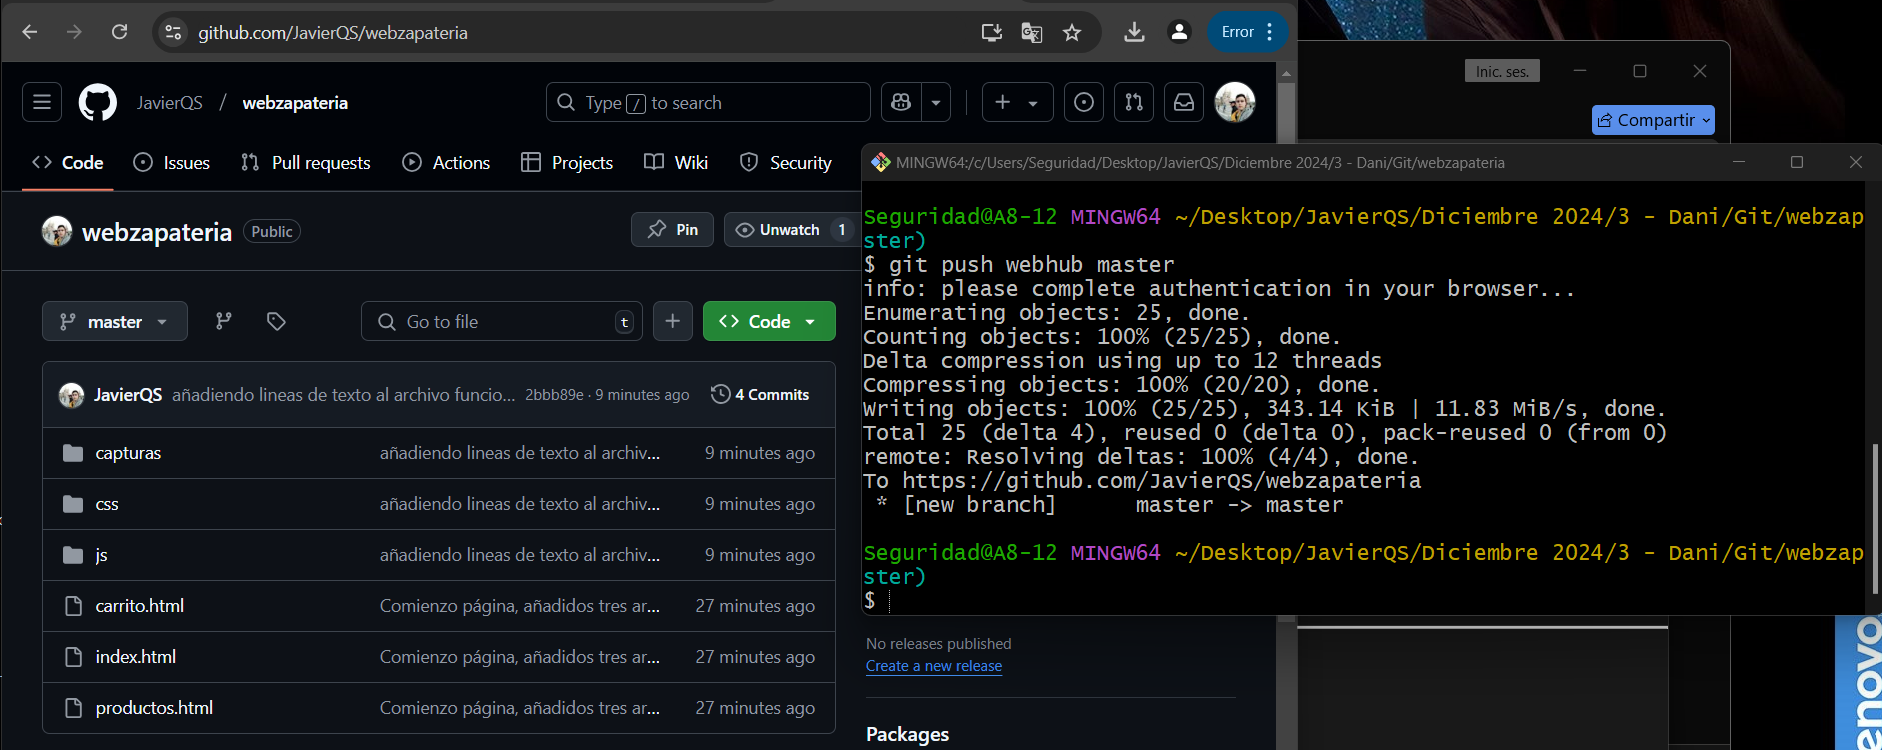 github.com/JavierQS/webzapateria
Error
JavierQS / webzapateria
Type / to search
Code
Issues
Pull requests
Actions
Projects
Wiki
Security
webzapateria
Public
Pin
Unwatch 1
master
Go to file t
Code
JavierQS añadiendo lineas de texto al archivo funcio... 2bbb89e · 9 minutes ago 4 Commits
capturas añadiendo lineas de texto al archiv... 9 minutes ago
css añadiendo lineas de texto al archiv... 9 minutes ago
js añadiendo lineas de texto al archiv... 9 minutes ago
carrito.html Comienzo página, añadidos tres ar... 27 minutes ago
index.html Comienzo página, añadidos tres ar... 27 minutes ago
productos.html Comienzo página, añadidos tres ar... 27 minutes ago
No releases published
Create a new release
Packages
Inic. ses.
Compartir
MINGW64:/c/Users/Seguridad/Desktop/JavierQS/Diciembre 2024/3 - Dani/Git/webzapateria
Seguridad@A8-12 MINGW64 ~/Desktop/JavierQS/Diciembre 2024/3 - Dani/Git/webzap
ster)
$ git push webhub master
info: please complete authentication in your browser...
Enumerating objects: 25, done.
Counting objects: 100% (25/25), done.
Delta compression using up to 12 threads
Compressing objects: 100% (20/20), done.
Writing objects: 100% (25/25), 343.14 KiB | 11.83 MiB/s, done.
Total 25 (delta 4), reused 0 (delta 0), pack-reused 0 (from 0)
remote: Resolving deltas: 100% (4/4), done.
To https://github.com/JavierQS/webzapateria
* [new branch] master -> master
Seguridad@A8-12 MINGW64 ~/Desktop/JavierQS/Diciembre 2024/3 - Dani/Git/webzap
ster)
$
enovo